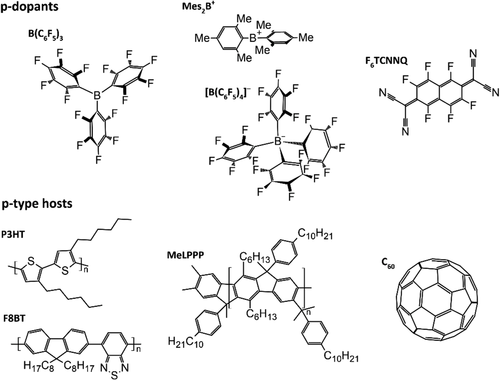 p-dopants
B(C₆F₅)₃
F F F F
F F F F
B
F F
F F
F F
F
Mes₂B⁺
Me Me
Me B⁺ Me
Me Me
[B(C₆F₅)₄]⁻
F
F F
F F
F F F
F B⁻ F
F F F
F F F
F F
F F
F₆TCNNQ
N F F N
N F F N
F F
p-type hosts
P3HT
S
S n
F8BT
n
H₁₇C₈ C₈H₁₇ N S N
MeLPPP
C₁₀H₂₁
C₆H₁₃
n
C₆H₁₃
H₂₁C₁₀
C₁₀H₂₁
C₆₀